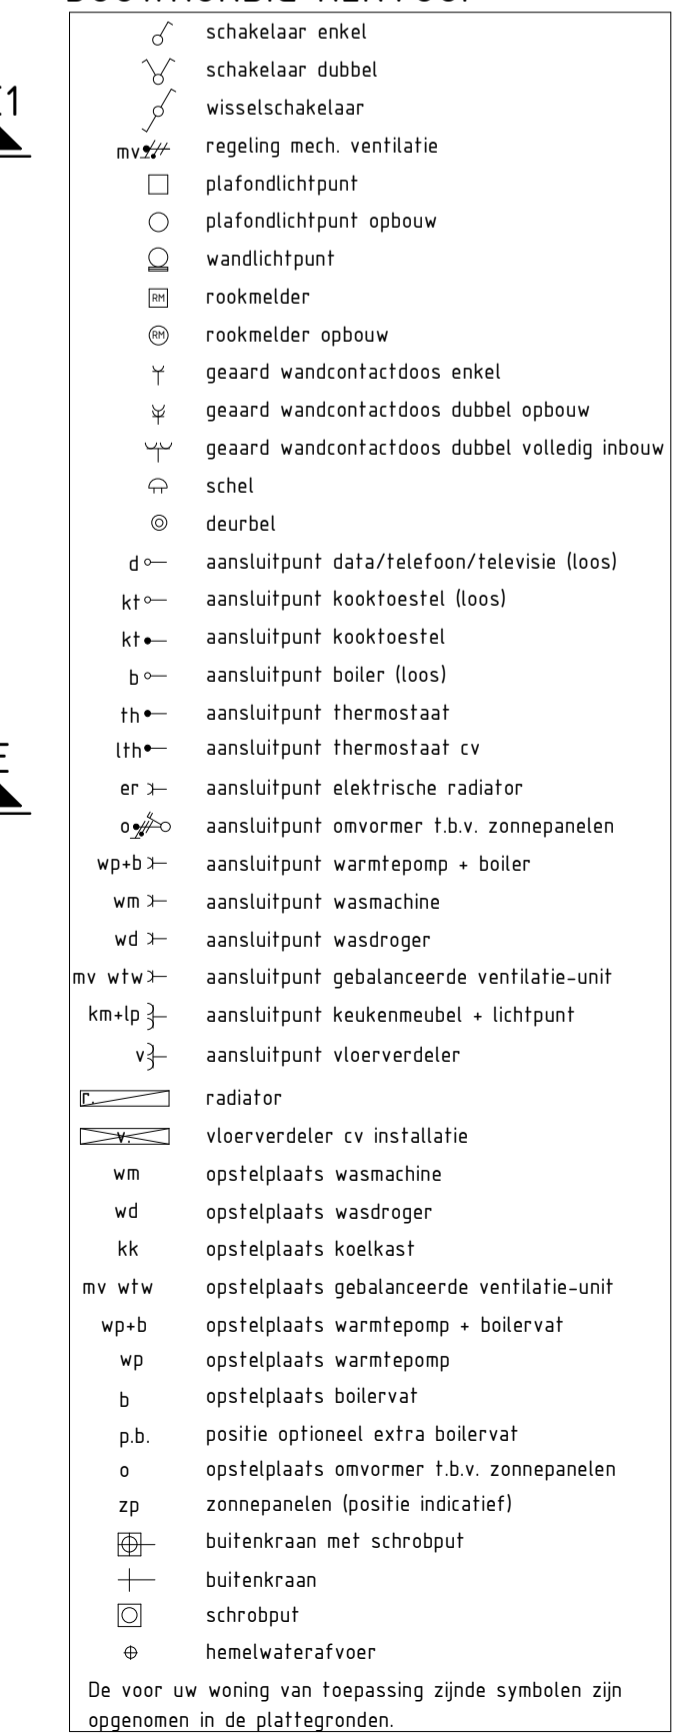 schakelaar enkel
schakelaar dubbel
wisselschakelaar
mv regeling mech. ventilatie
plafondlichtpunt
plafondlichtpunt opbouw
wandlichtpunt
RM rookmelder
RM rookmelder opbouw
geaard wandcontactdoos enkel
geaard wandcontactdoos dubbel opbouw
geaard wandcontactdoos dubbel volledig inbouw
schel
deurbel
d aansluitpunt data/telefoon/televisie (loos)
kt aansluitpunt kooktoestel (loos)
kt aansluitpunt kooktoestel
b aansluitpunt boiler (loos)
th aansluitpunt thermostaat
lth aansluitpunt thermostaat cv
er aansluitpunt elektrische radiator
o aansluitpunt omvormer t.b.v. zonnepanelen
wp+b aansluitpunt warmtepomp + boiler
wm aansluitpunt wasmachine
wd aansluitpunt wasdroger
mv wtw aansluitpunt gebalanceerde ventilatie-unit
km+lp aansluitpunt keukenmeubel + lichtpunt
v aansluitpunt vloerverdeler
r. radiator
v. vloerverdeler cv installatie
wm opstelplaats wasmachine
wd opstelplaats wasdroger
kk opstelplaats koelkast
mv wtw opstelplaats gebalanceerde ventilatie-unit
wp+b opstelplaats warmtepomp + boilervat
wp opstelplaats warmtepomp
b opstelplaats boilervat
p.b. positie optioneel extra boilervat
o opstelplaats omvormer t.b.v. zonnepanelen
zp zonnepanelen (positie indicatief)
buitenkraan met schrobput
buitenkraan
schrobput
hemelwaterafvoer
De voor uw woning van toepassing zijnde symbolen zijn
opgenomen in de plattegronden.